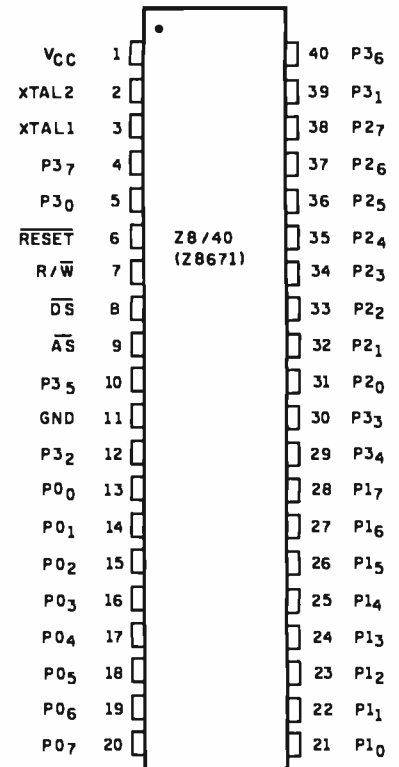 VCC 1 40 P36
XTAL2 2 39 P31
XTAL1 3 38 P27
P37 4 37 P26
P30 5 36 P25
RESET 6 Z8/40 35 P24
R/W 7 (Z8671) 34 P23
DS 8 33 P22
AS 9 32 P21
P35 10 31 P20
GND 11 30 P33
P32 12 29 P34
P00 13 28 P17
P01 14 27 P16
P02 15 26 P15
P03 16 25 P14
P04 17 24 P13
P05 18 23 P12
P06 19 22 P11
P07 20 21 P10